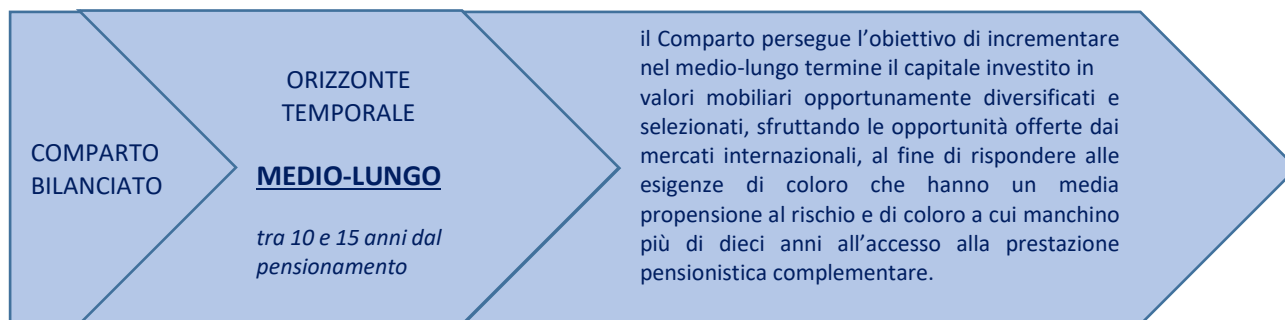 COMPARTO
BILANCIATO
ORIZZONTE
TEMPORALE
MEDIO-LUNGO
tra 10 e 15 anni dal
pensionamento
il Comparto persegue l’obiettivo di incrementare
nel medio-lungo termine il capitale investito in
valori mobiliari opportunamente diversificati e
selezionati, sfruttando le opportunità offerte dai
mercati internazionali, al fine di rispondere alle
esigenze di coloro che hanno un media
propensione al rischio e di coloro a cui manchino
più di dieci anni all’accesso alla prestazione
pensionistica complementare.